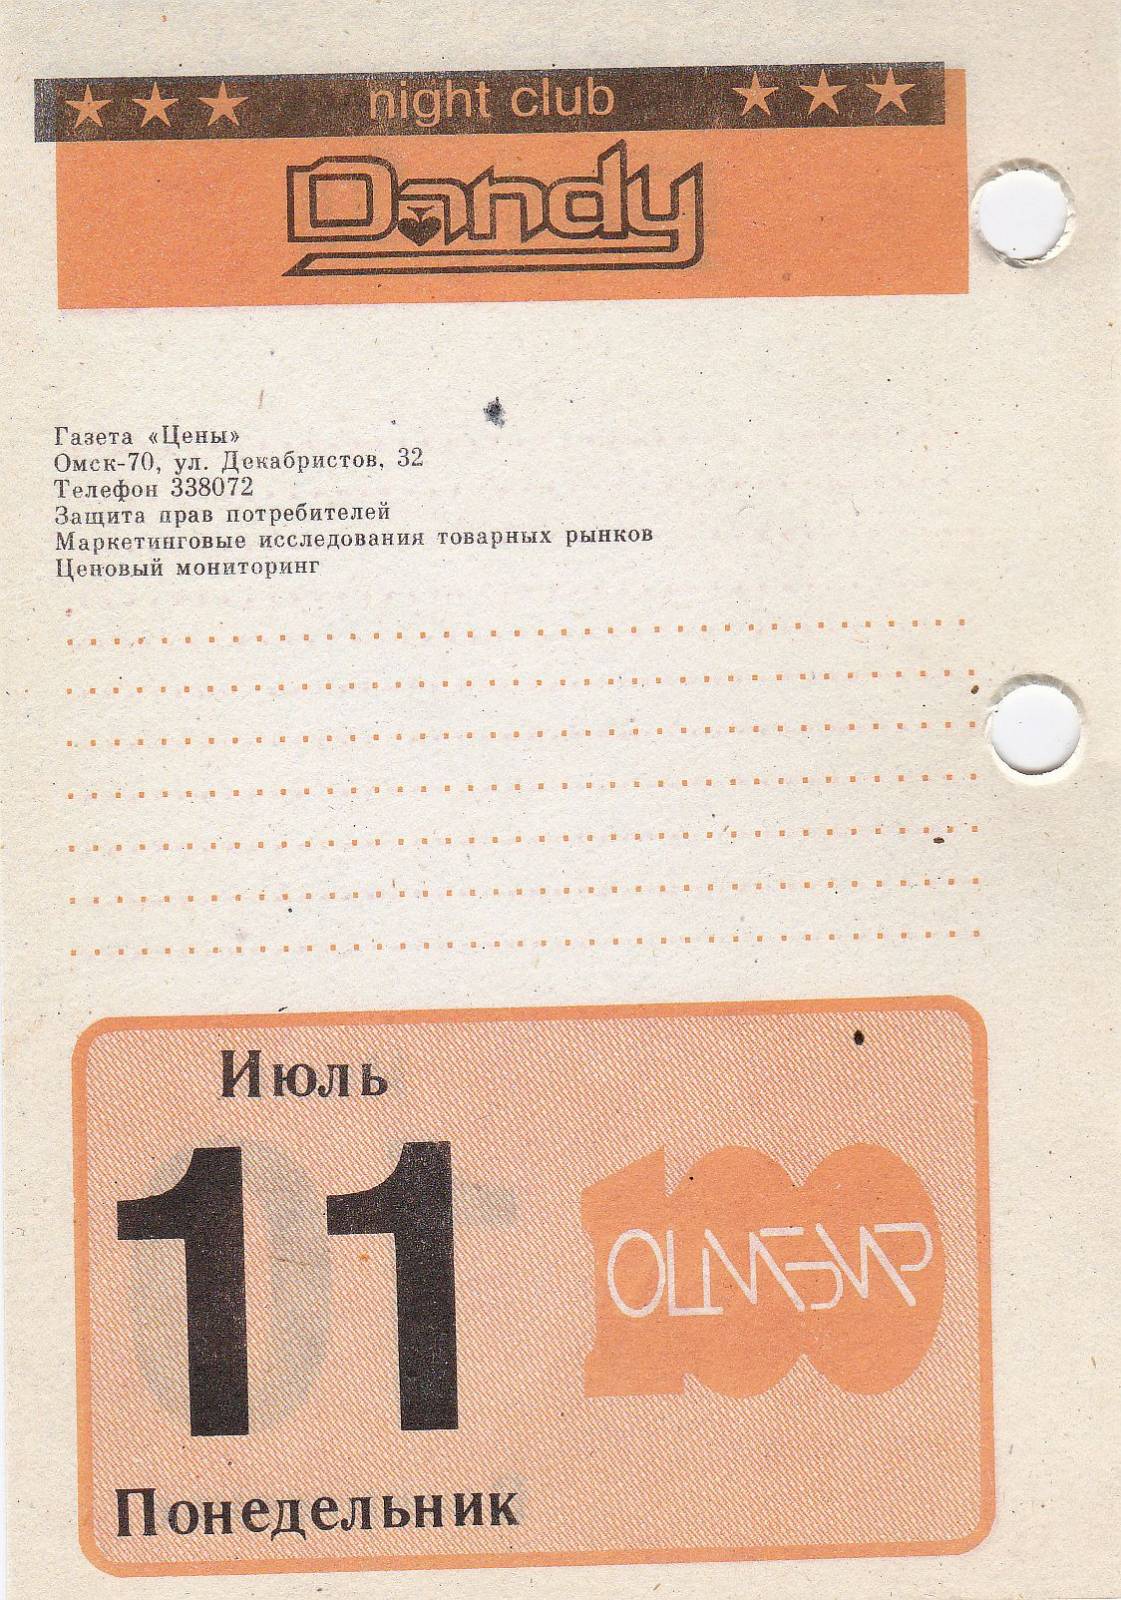 night club
Dandy
Газета «Цены»
Омск-70, ул. Декабристов, 32
Телефон 338072
Защита прав потребителей
Маркетинговые исследования товарных рынков
Ценовый мониторинг
Июль
11
100
Понедельник